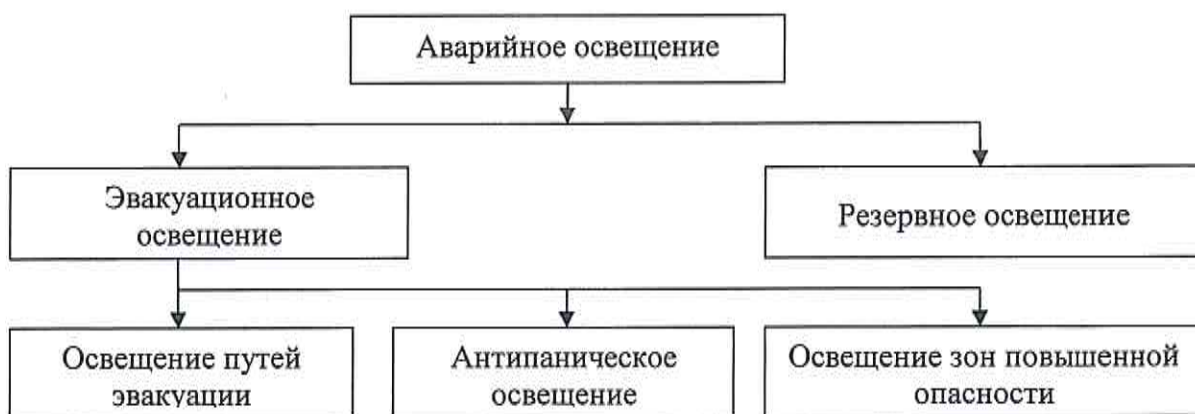 Аварийное освещение
Эвакуационное
освещение
Резервное освещение
Освещение путей
эвакуации
Антипаническое
освещение
Освещение зон повышенной
опасности